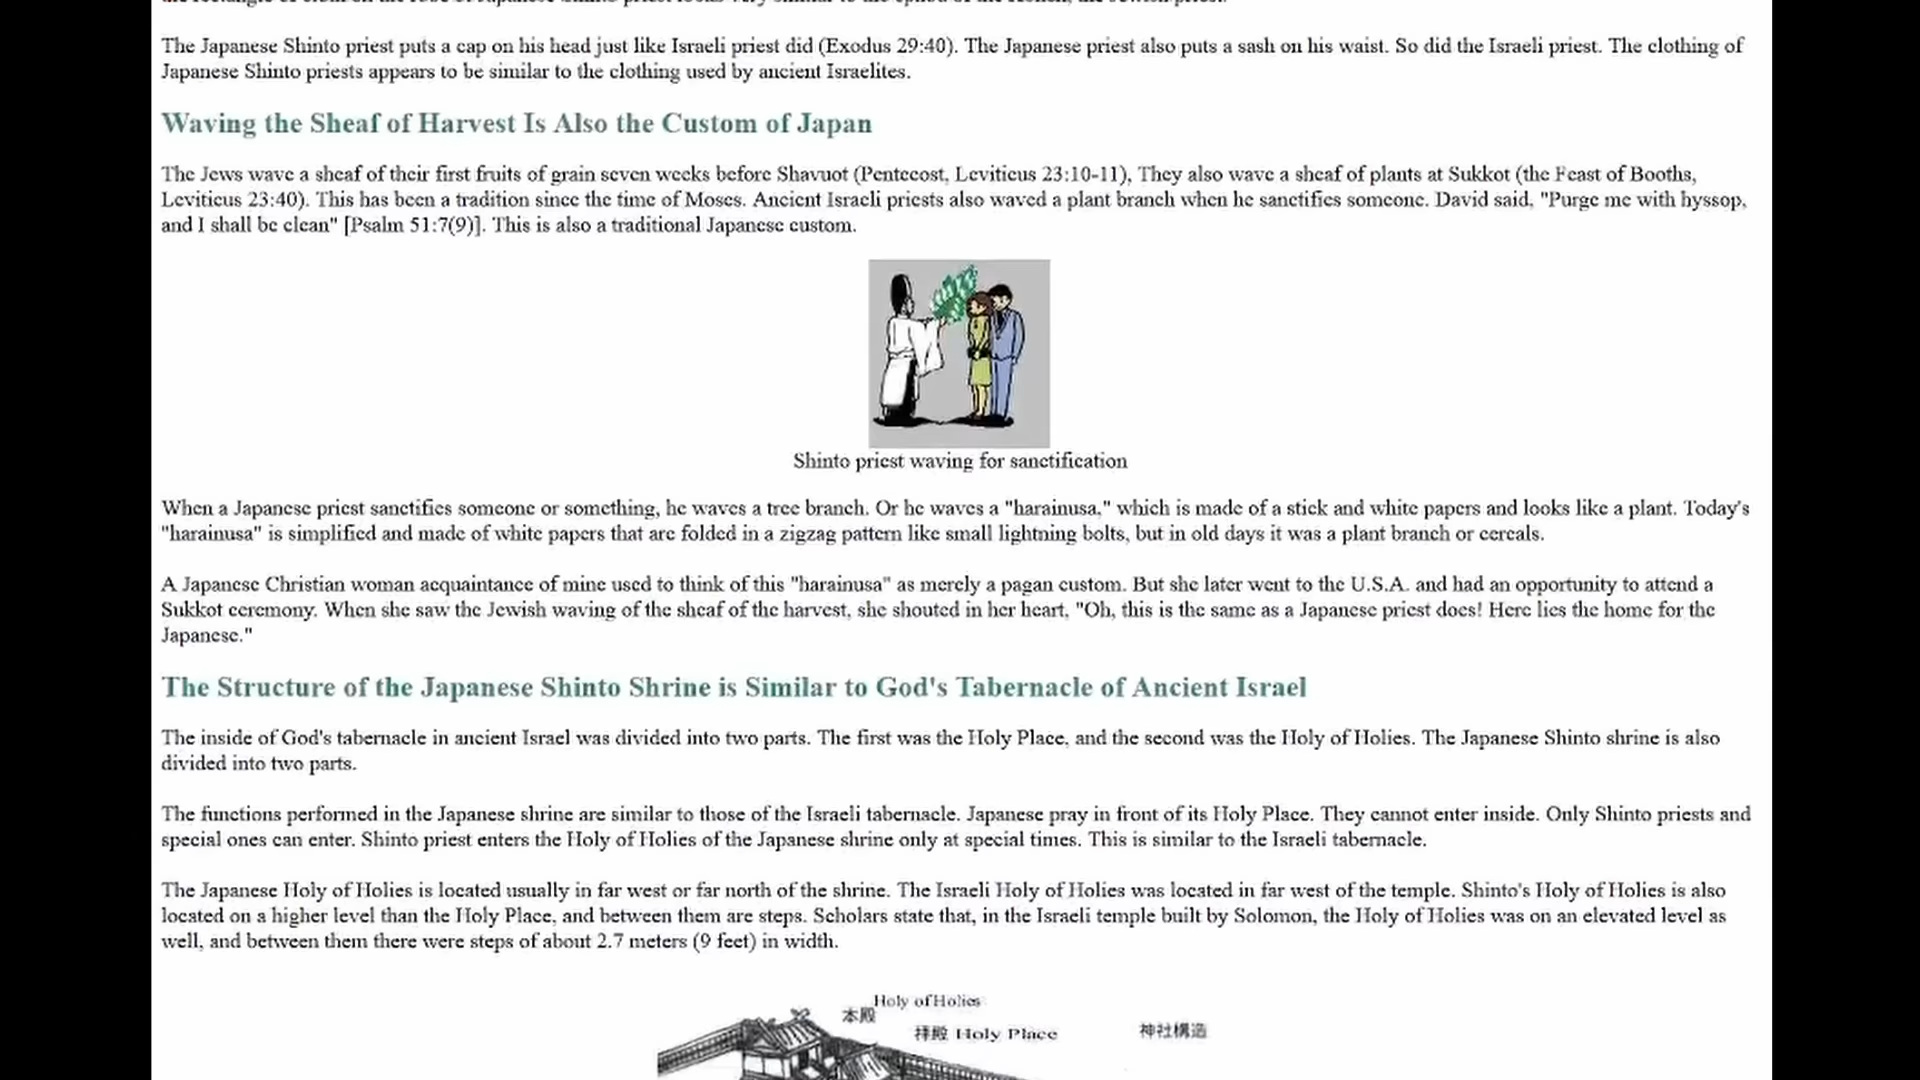 The Japanese Shinto priest puts a cap on his head just like Israeli priest did (Exodus 29:40). The Japanese priest also puts a sash on his waist. So did the Israeli priest. The clothing of
Japanese Shinto priests appears to be similar to the clothing used by ancient Israelites.
Waving the Sheaf of Harvest Is Also the Custom of Japan
The Jews wave a sheaf of their first fruits of grain seven weeks before Shavuot (Pentecost, Leviticus 23:10-11), They also wave a sheaf of plants at Sukkot (the Feast of Booths,
Leviticus 23:40). This has been a tradition since the time of Moses. Ancient Israeli priests also waved a plant branch when he sanctifies someone. David said, "Purge me with hyssop,
and I shall be clean" [Psalm 51:7(9)]. This is also a traditional Japanese custom.
Shinto priest waving for sanctification
When a Japanese priest sanctifies someone or something, he waves a tree branch. Or he waves a "harainusa," which is made of a stick and white papers and looks like a plant. Today's
"harainusa" is simplified and made of white papers that are folded in a zigzag pattern like small lightning bolts, but in old days it was a plant branch or cereals.
A Japanese Christian woman acquaintance of mine used to think of this "harainusa" as merely a pagan custom. But she later went to the U.S.A. and had an opportunity to attend a
Sukkot ceremony. When she saw the Jewish waving of the sheaf of the harvest, she shouted in her heart, "Oh, this is the same as a Japanese priest does! Here lies the home for the
Japanese."
The Structure of the Japanese Shinto Shrine is Similar to God's Tabernacle of Ancient Israel
The inside of God's tabernacle in ancient Israel was divided into two parts. The first was the Holy Place, and the second was the Holy of Holies. The Japanese Shinto shrine is also
divided into two parts.
The functions performed in the Japanese shrine are similar to those of the Israeli tabernacle. Japanese pray in front of its Holy Place. They cannot enter inside. Only Shinto priests and
special ones can enter. Shinto priest enters the Holy of Holies of the Japanese shrine only at special times. This is similar to the Israeli tabernacle.
The Japanese Holy of Holies is located usually in far west or far north of the shrine. The Israeli Holy of Holies was located in far west of the temple. Shinto's Holy of Holies is also
located on a higher level than the Holy Place, and between them are steps. Scholars state that, in the Israeli temple built by Solomon, the Holy of Holies was on an elevated level as
well, and between them there were steps of about 2.7 meters (9 feet) in width.
Holy of Holies
本殿
拝殿 Holy Place
神社構造